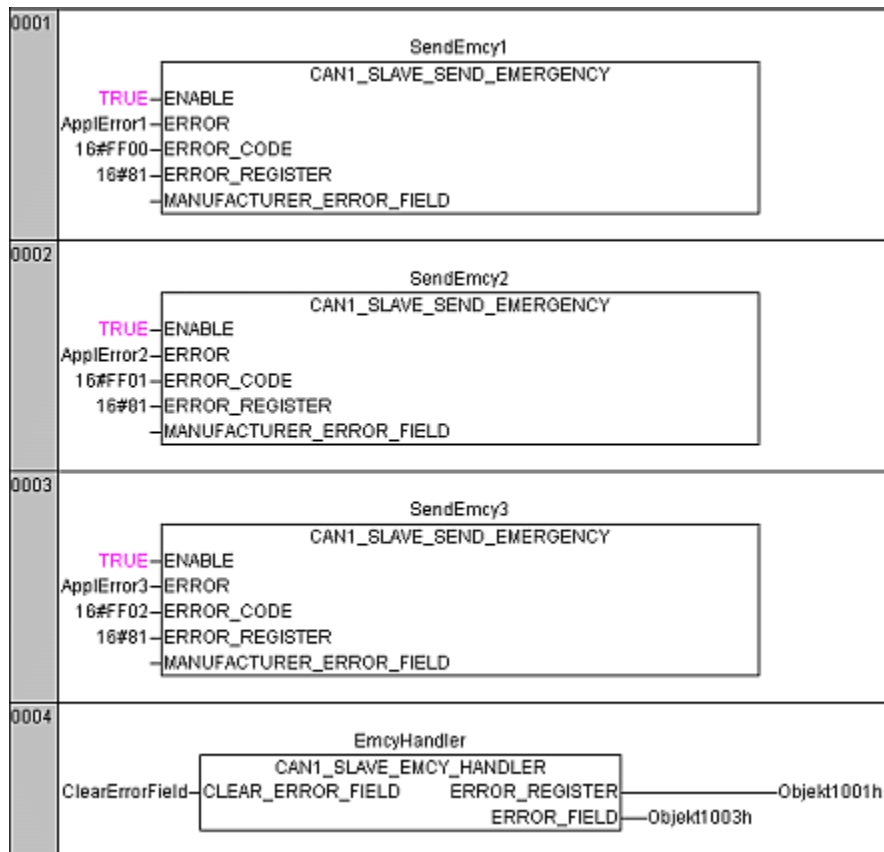 0001
SendEmcy1
CAN1_SLAVE_SEND_EMERGENCY
TRUE ENABLE
ApplError1 ERROR
16#FF00 ERROR_CODE
16#81 ERROR_REGISTER
MANUFACTURER_ERROR_FIELD
0002
SendEmcy2
CAN1_SLAVE_SEND_EMERGENCY
TRUE ENABLE
ApplError2 ERROR
16#FF01 ERROR_CODE
16#81 ERROR_REGISTER
MANUFACTURER_ERROR_FIELD
0003
SendEmcy3
CAN1_SLAVE_SEND_EMERGENCY
TRUE ENABLE
ApplError3 ERROR
16#FF02 ERROR_CODE
16#81 ERROR_REGISTER
MANUFACTURER_ERROR_FIELD
0004
EmcyHandler
CAN1_SLAVE_EMCY_HANDLER
ClearErrorField CLEAR_ERROR_FIELD ERROR_REGISTER Objekt1001h
ERROR_FIELD Objekt1003h